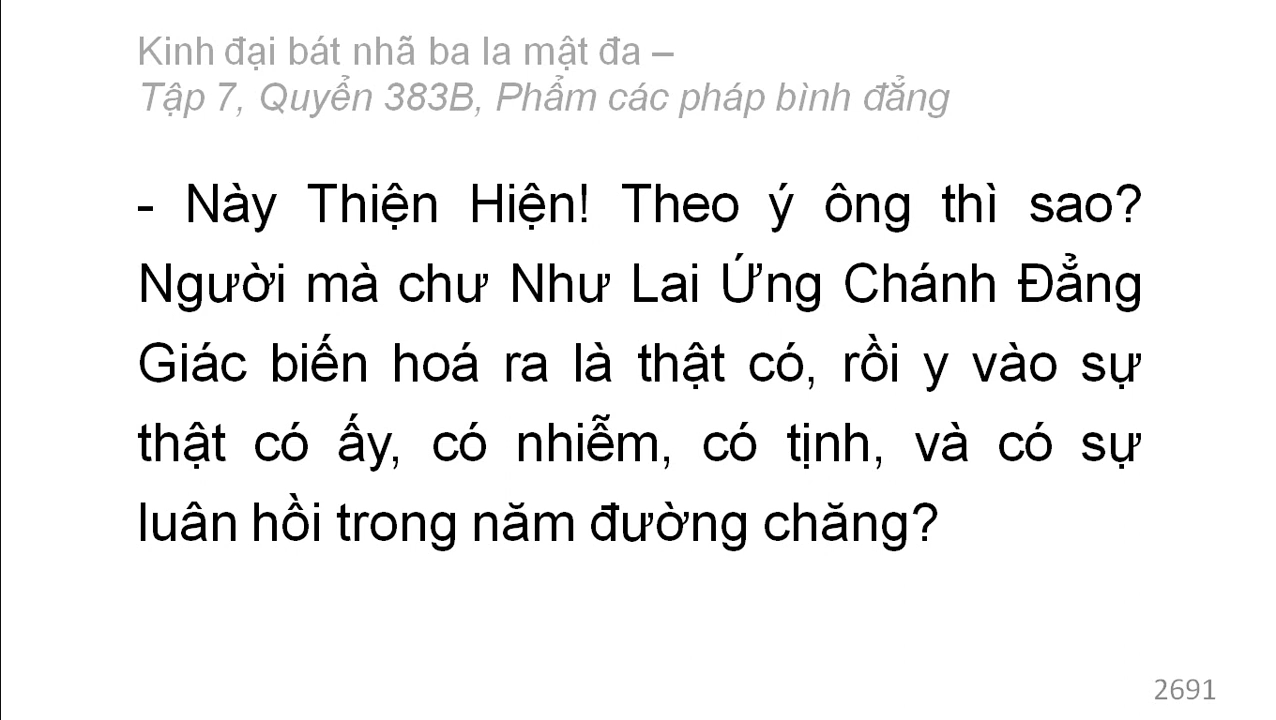 Kinh đại bát nhã ba la mật đa –
Tập 7, Quyển 383B, Phẩm các pháp bình đẳng
- Này Thiện Hiện! Theo ý ông thì sao?
Người mà chư Như Lai Ứng Chánh Đẳng
Giác biến hoá ra là thật có, rồi y vào sự
thật có ấy, có nhiễm, có tịnh, và có sự
luân hồi trong năm đường chăng?
2691